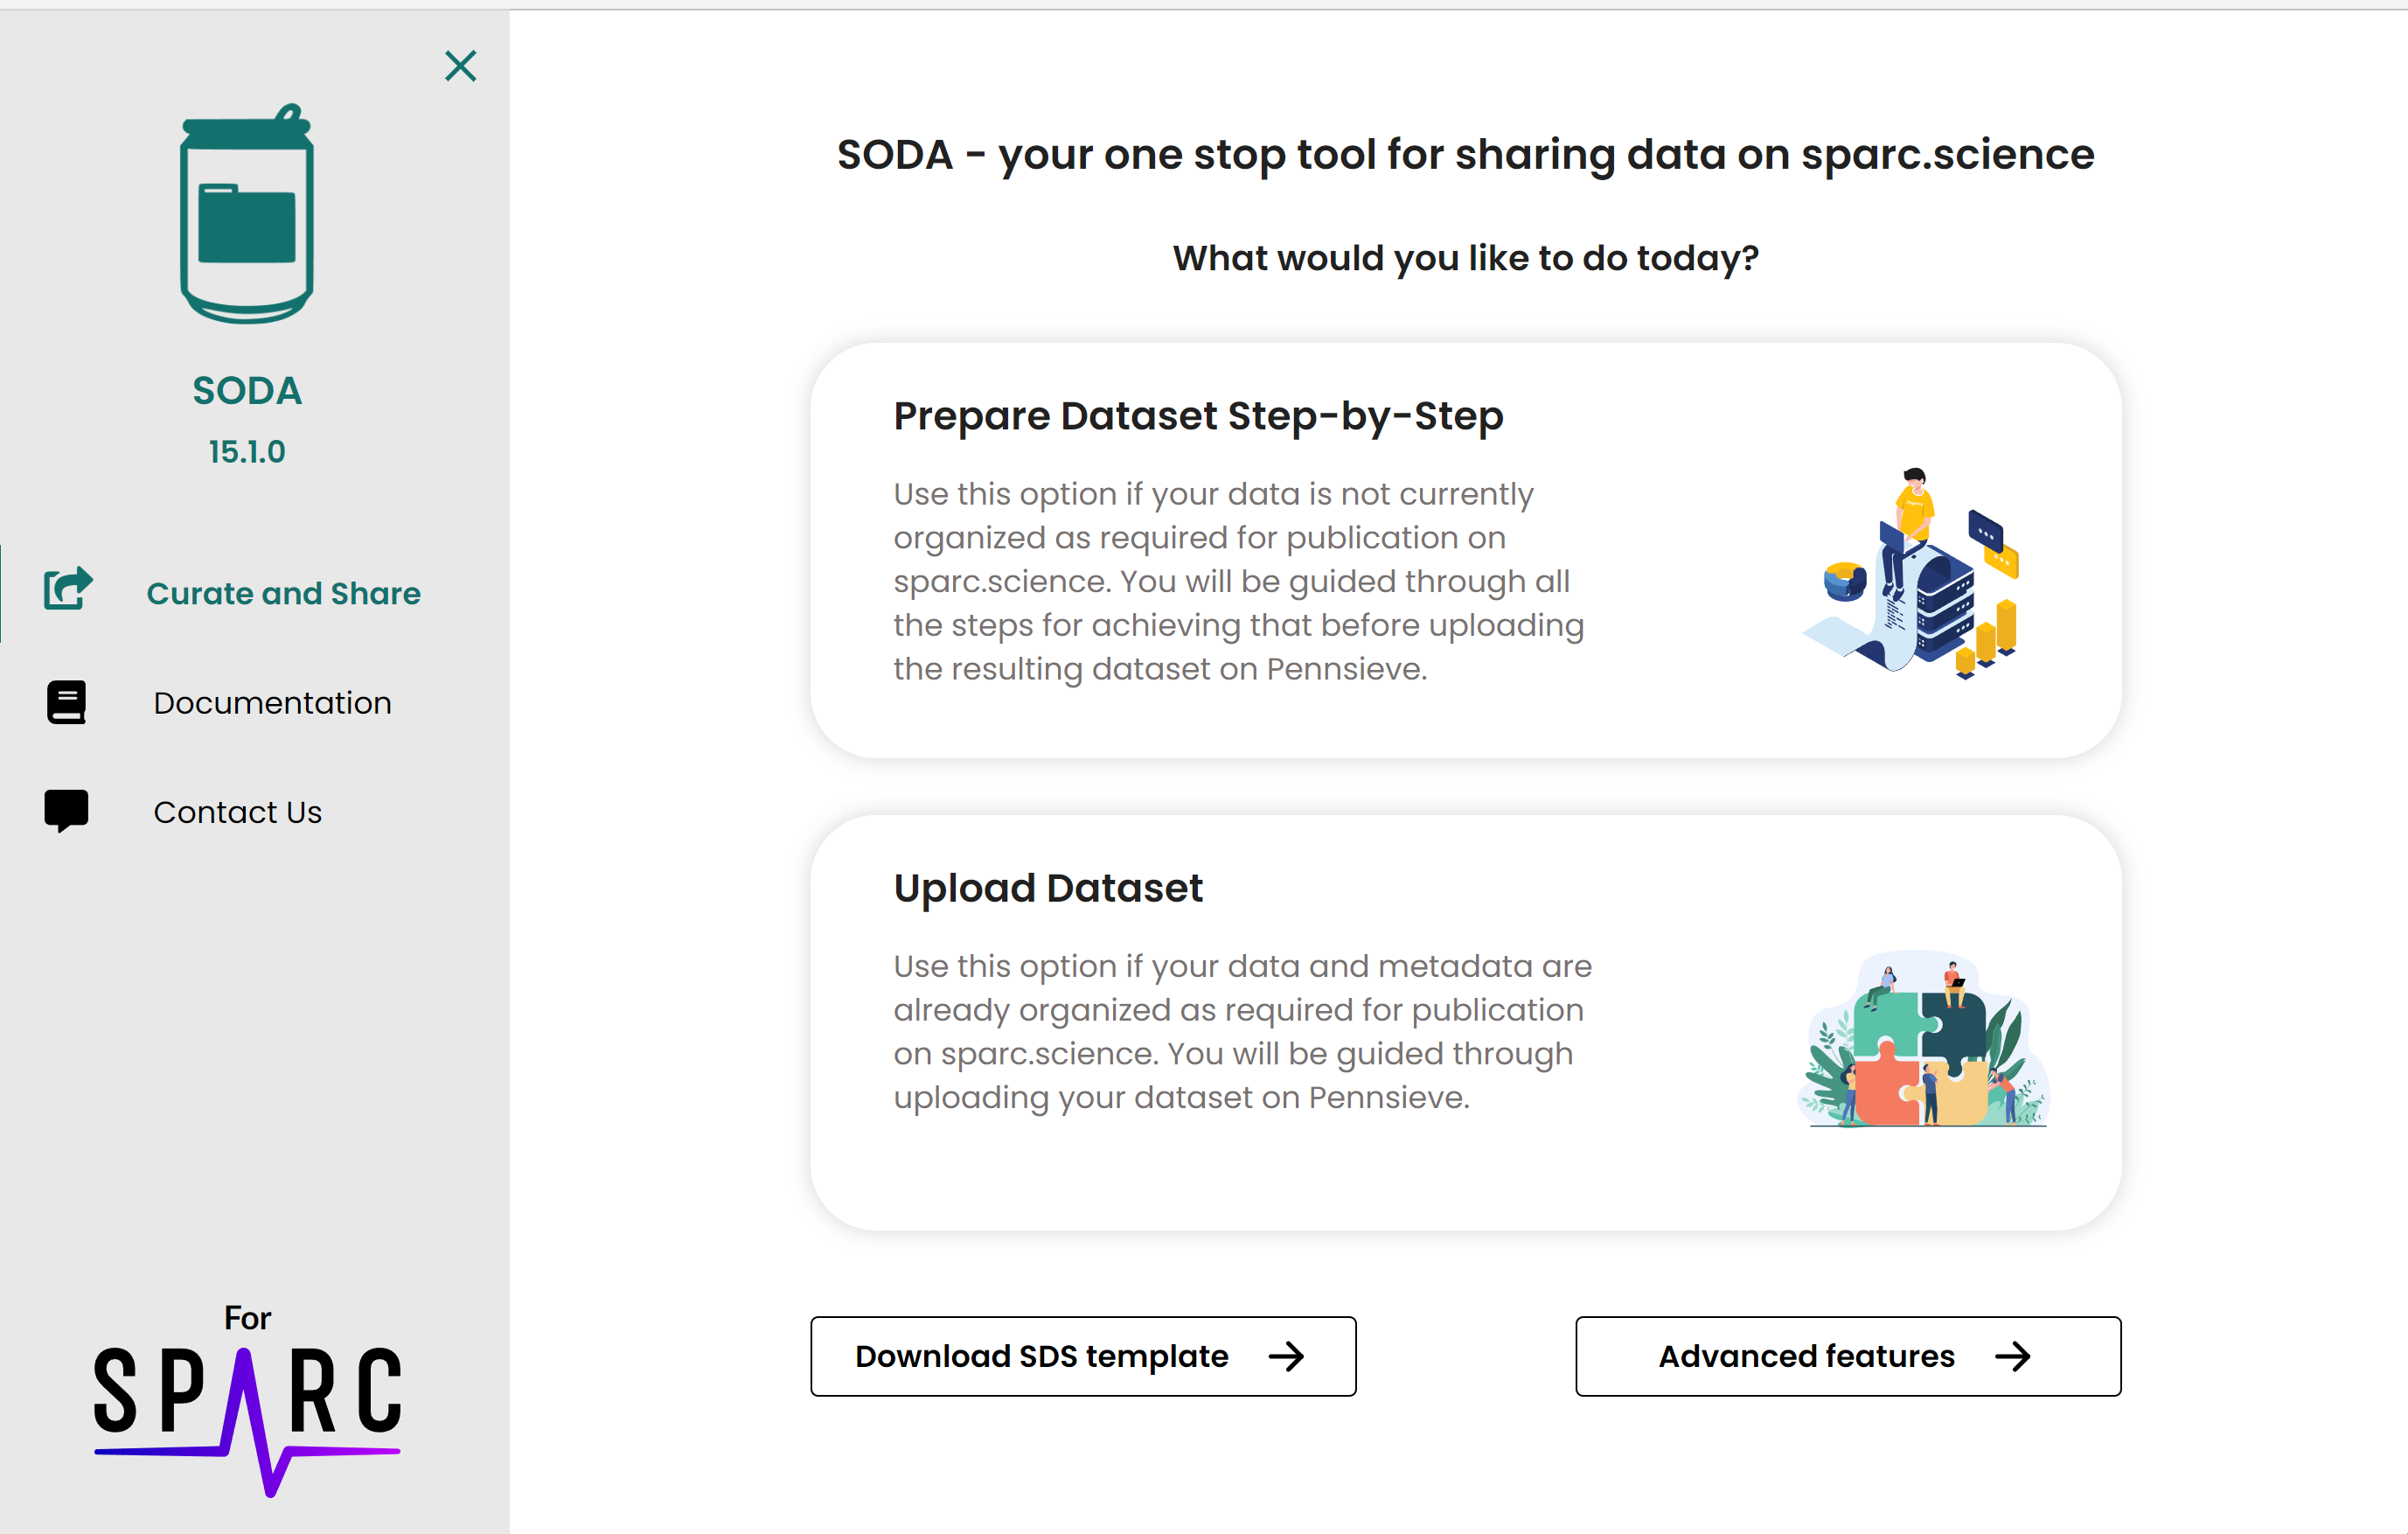 SODA
15.1.0
Curate and Share
Documentation
Contact Us
For
SPARC
SODA - your one stop tool for sharing data on sparc.science
What would you like to do today?
Prepare Dataset Step-by-Step
Use this option if your data is not currently
organized as required for publication on
sparc.science. You will be guided through all
the steps for achieving that before uploading
the resulting dataset on Pennsieve.
Upload Dataset
Use this option if your data and metadata are
already organized as required for publication
on sparc.science. You will be guided through
uploading your dataset on Pennsieve.
Download SDS template
Advanced features